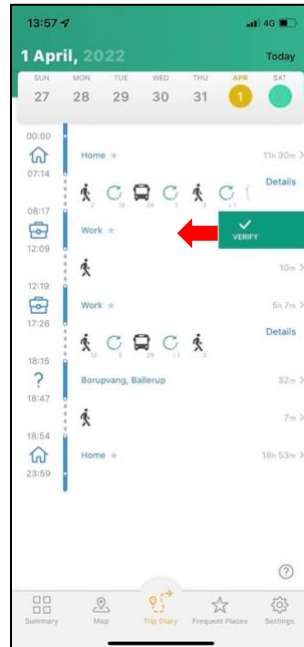 13:57
4G
1 April, 2022
Today
SUN MON TUE WED THU APR SAT
27 28 29 30 31 1
00:00
Home
11h 30m
07:14
Details
08:17
Work
VERIFY
12:09
10m
12:19
Work
5h 7m
17:26
Details
18:15
?
Borupvang, Ballerup
32m
18:47
7m
18:54
Home
18h 53m
23:59
?
Summary Map Trip Diary Frequent Places Settings